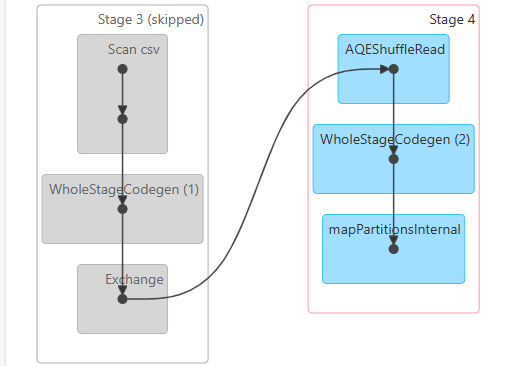 Stage 3 (skipped)
Scan csv
WholeStageCodegen (1)
Exchange
Stage 4
AQEShuffleRead
WholeStageCodegen (2)
mapPartitionsInternal